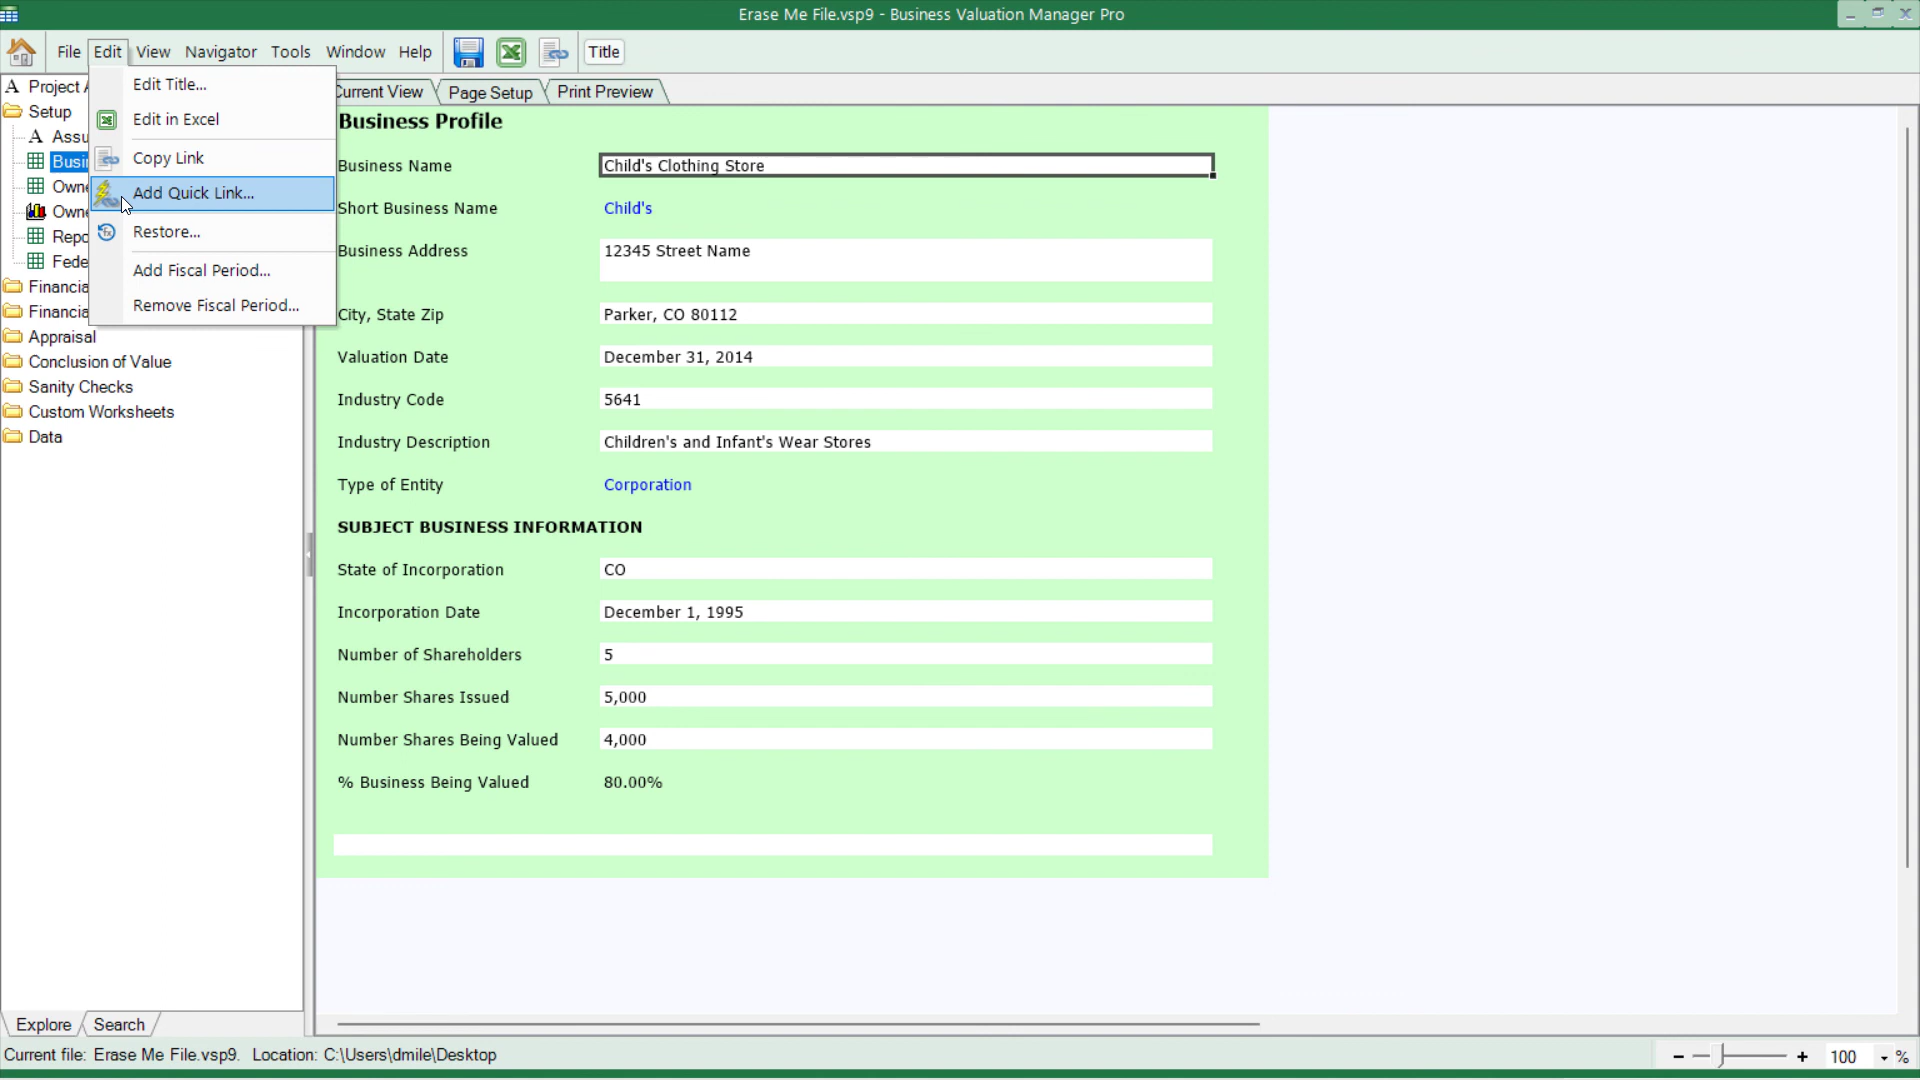 Erase Me File.vsp9 - Business Valuation Manager Pro
File Edit View Navigator Tools Window Help Title
Project
Setup
Assu
Busi
Owne
Owne
Repo
Fede
Financia
Financia
Appraisal
Conclusion of Value
Sanity Checks
Custom Worksheets
Data
Edit Title...
Edit in Excel
Copy Link
Add Quick Link...
Restore...
Add Fiscal Period...
Remove Fiscal Period...
Current View Page Setup Print Preview
Business Profile
Business Name Child's Clothing Store
Short Business Name Child's
Business Address 12345 Street Name
City, State Zip Parker, CO 80112
Valuation Date December 31, 2014
Industry Code 5641
Industry Description Children's and Infant's Wear Stores
Type of Entity Corporation
SUBJECT BUSINESS INFORMATION
State of Incorporation CO
Incorporation Date December 1, 1995
Number of Shareholders 5
Number Shares Issued 5,000
Number Shares Being Valued 4,000
% Business Being Valued 80.00%
Explore Search
Current file: Erase Me File.vsp9. Location: C:\Users\dmile\Desktop
100 %